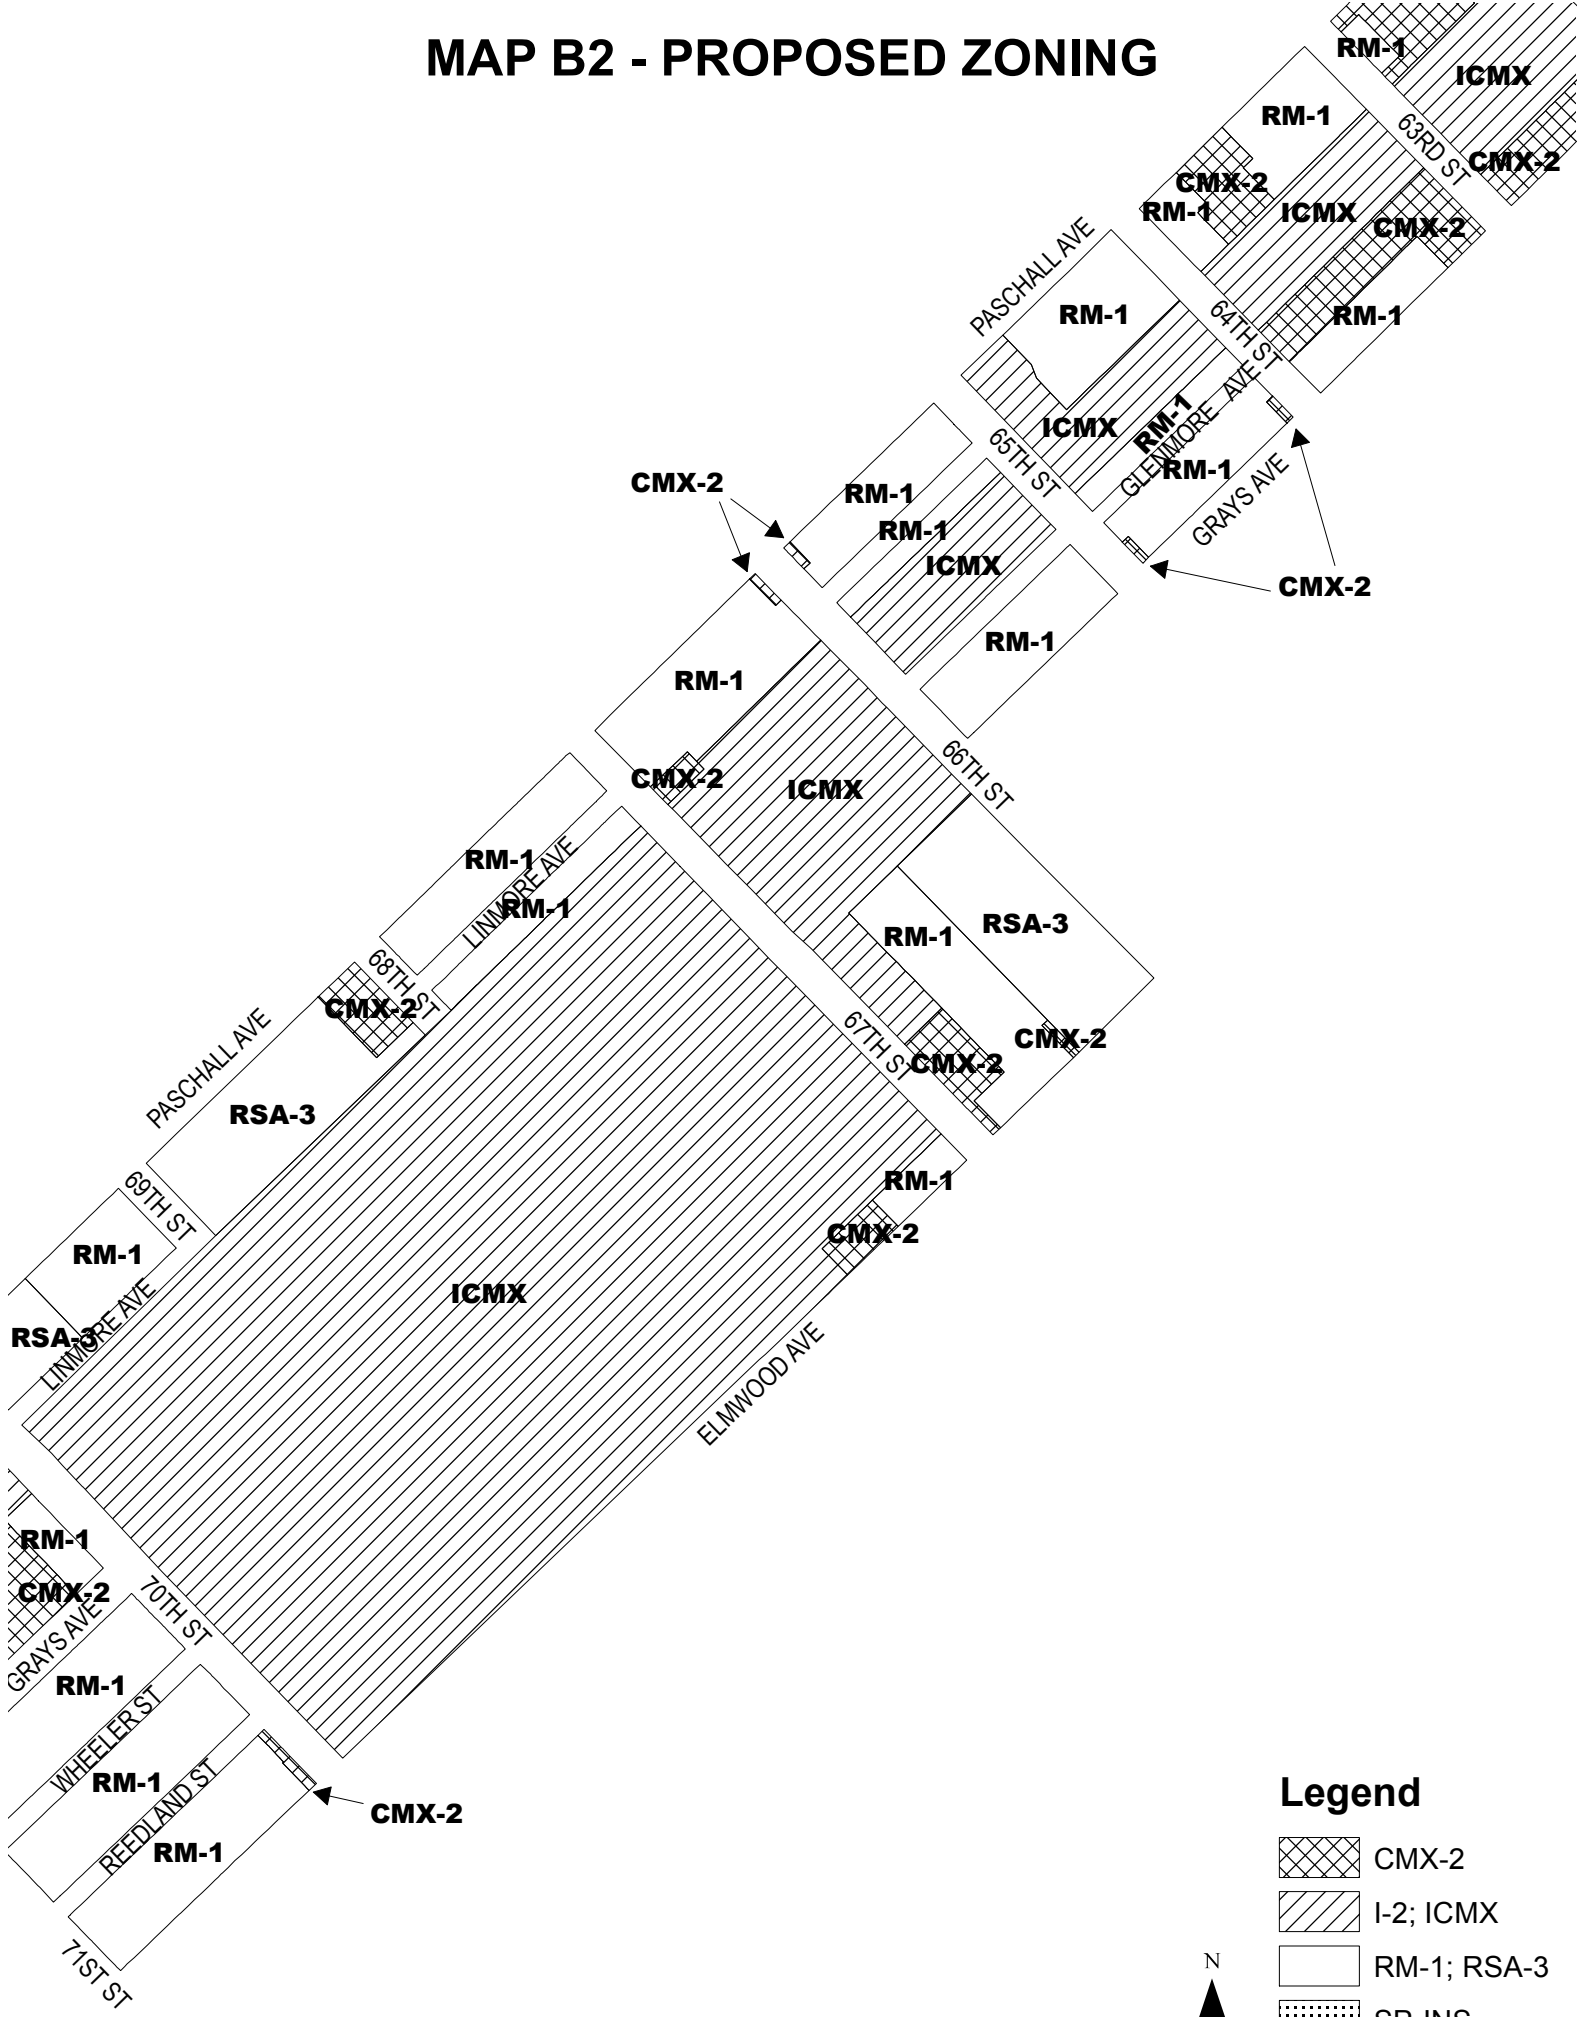 MAP B2 - PROPOSED ZONING
RM-1
ICMX
RM-1
63RD ST
CMX-2
CMX-2
RM-1
ICMX
CMX-2
PASCHALL AVE
RM-1
64TH ST
RM-1
GLENMORE AVE
RM-1
ICMX
65TH ST
RM-1
GRAYS AVE
CMX-2
RM-1
RM-1
ICMX
CMX-2
RM-1
RM-1
CMX-2
ICMX
66TH ST
RM-1
LINMORE AVE
RM-1
RSA-3
RM-1
68TH ST
CMX-2
67TH ST
CMX-2
CMX-2
PASCHALL AVE
RSA-3
69TH ST
RM-1
CMX-2
RM-1
ICMX
RSA-3
LINMORE AVE
ELMWOOD AVE
RM-1
CMX-2
70TH ST
GRAYS AVE
RM-1
WHEELER ST
RM-1
REEDLAND ST
CMX-2
RM-1
71ST ST
Legend
CMX-2
I-2; ICMX
RM-1; RSA-3
N
SP-INS